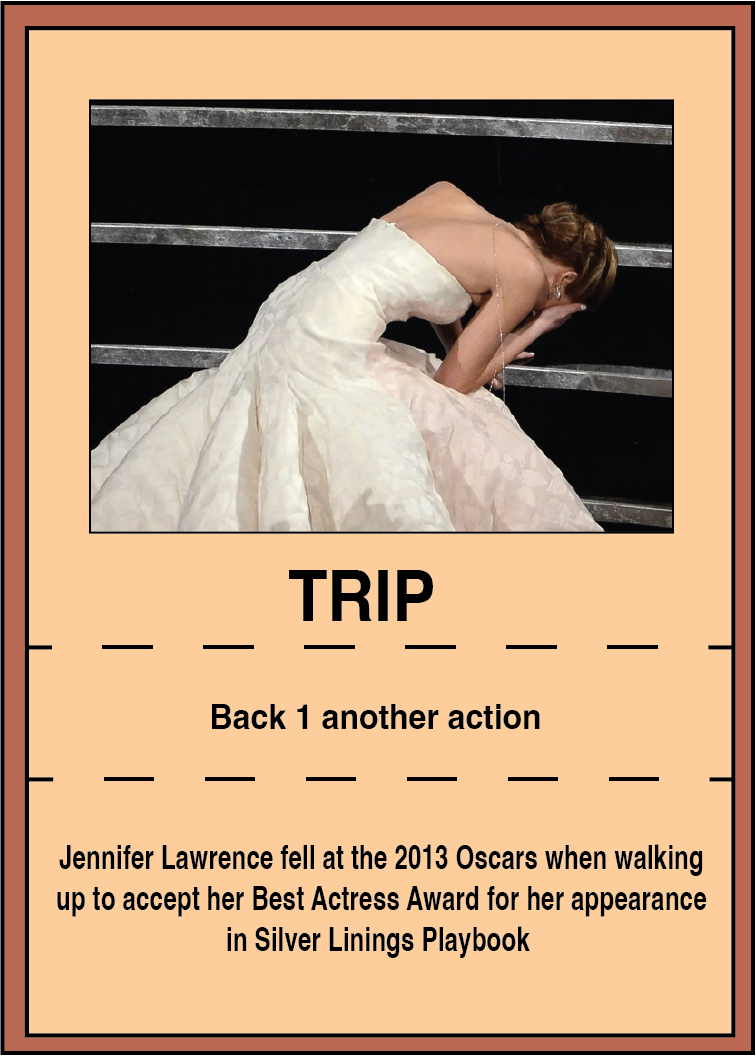 TRIP
Back 1 another action
Jennifer Lawrence fell at the 2013 Oscars when walking
up to accept her Best Actress Award for her appearance
in Silver Linings Playbook